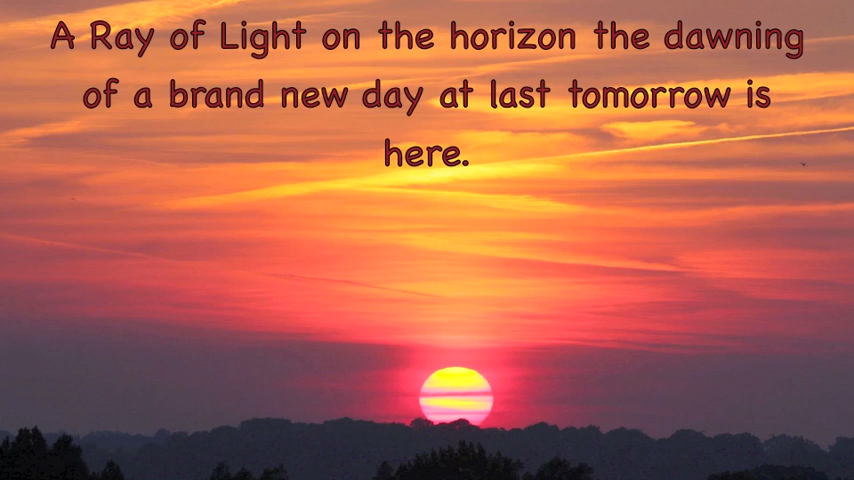 A Ray of Light on the horizon the dawning
of a brand new day at last tomorrow is
here.